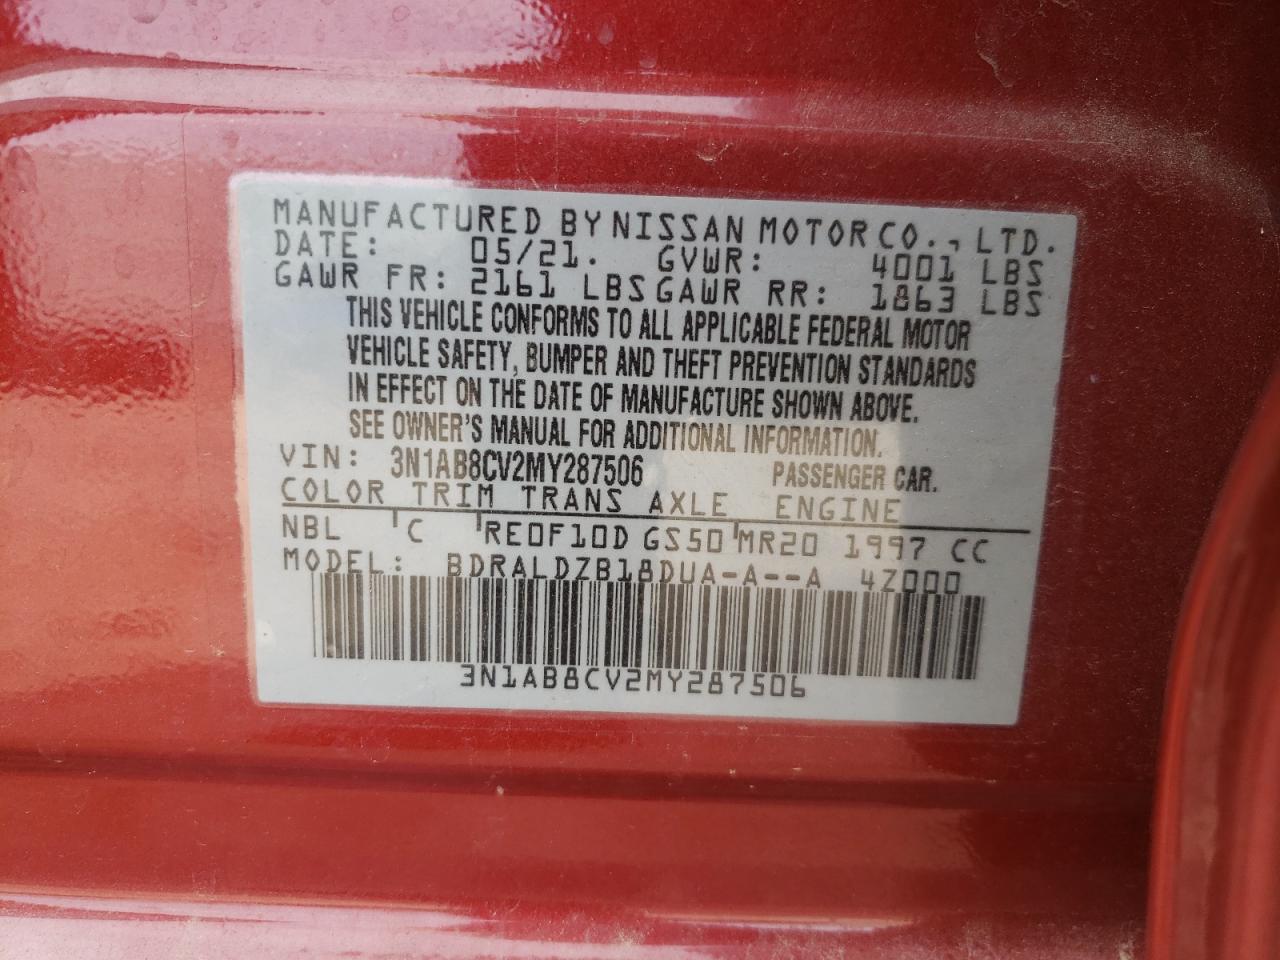 MANUFACTURED BY NISSAN MOTOR CO., LTD.
DATE: 05/21. GVWR: 4001 LBS
GAWR FR: 2161 LBS GAWR RR: 1863 LBS
THIS VEHICLE CONFORMS TO ALL APPLICABLE FEDERAL MOTOR
VEHICLE SAFETY, BUMPER AND THEFT PREVENTION STANDARDS
IN EFFECT ON THE DATE OF MANUFACTURE SHOWN ABOVE.
SEE OWNER'S MANUAL FOR ADDITIONAL INFORMATION.
VIN: 3N1AB8CV2MY287506 PASSENGER CAR.
COLOR TRIM TRANS AXLE ENGINE
NBL C RE0F10D GS50 MR20 1997 CC
MODEL: BDRALDZB18DUA-A--A 4Z000
3N1AB8CV2MY287506